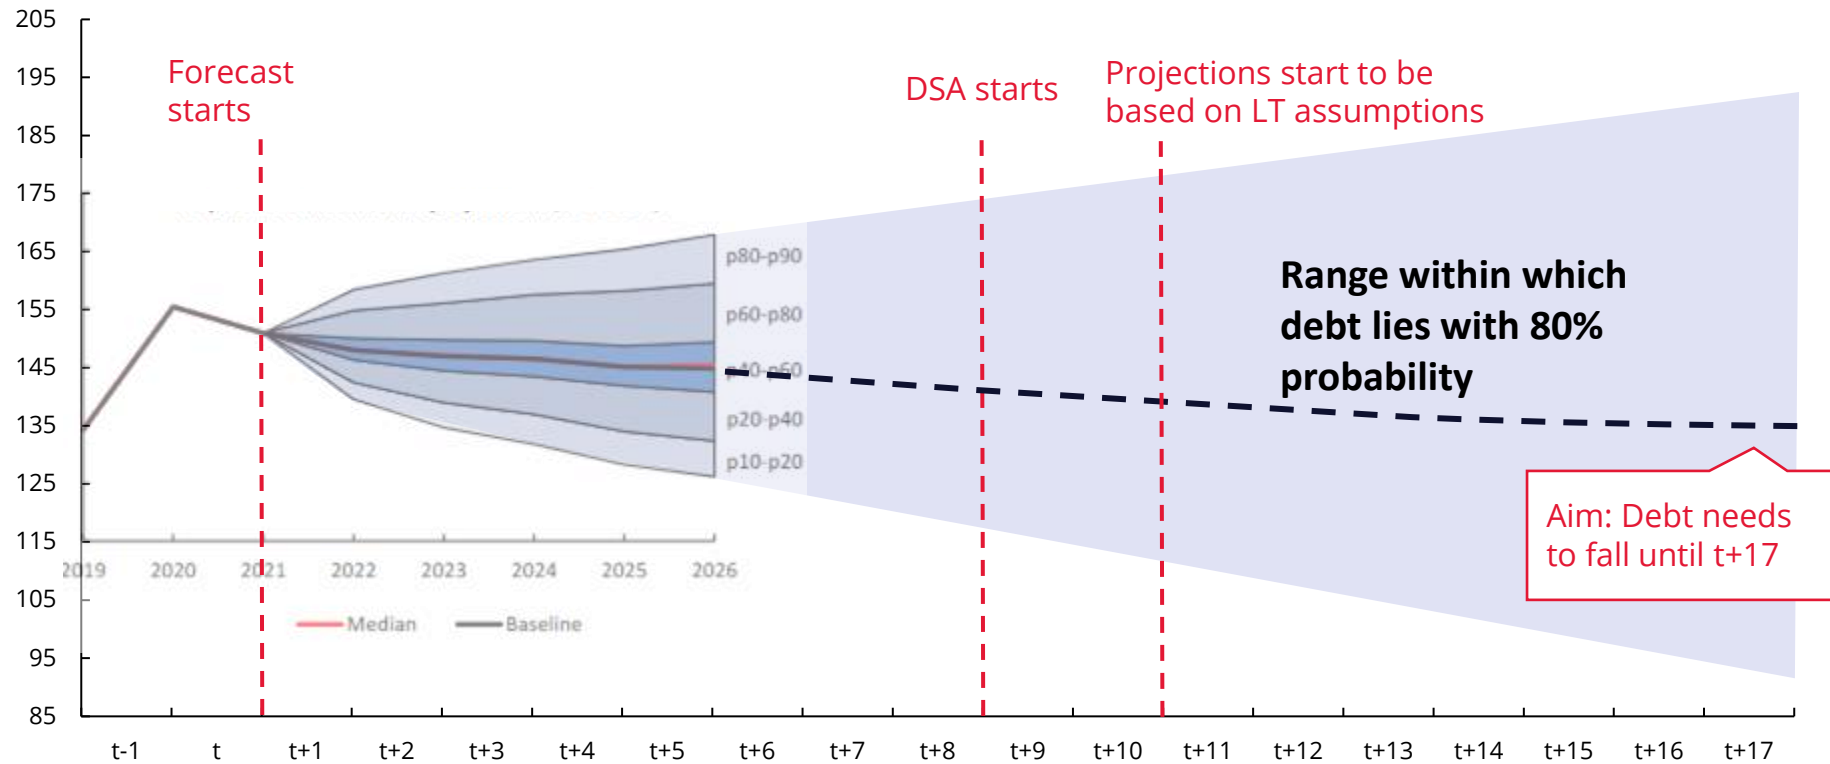 205
195
185
175
165
155
145
135
125
115
105
95
85
Forecast
starts
DSA starts
Projections start to be
based on LT assumptions
p80-p90
p60-p80
p40-p60
p20-p40
p10-p20
Range within which
debt lies with 80%
probability
Aim: Debt needs
to fall until t+17
2019 2020 2021 2022 2023 2024 2025 2026
Median Baseline
t-1 t t+1 t+2 t+3 t+4 t+5 t+6 t+7 t+8 t+9 t+10 t+11 t+12 t+13 t+14 t+15 t+16 t+17